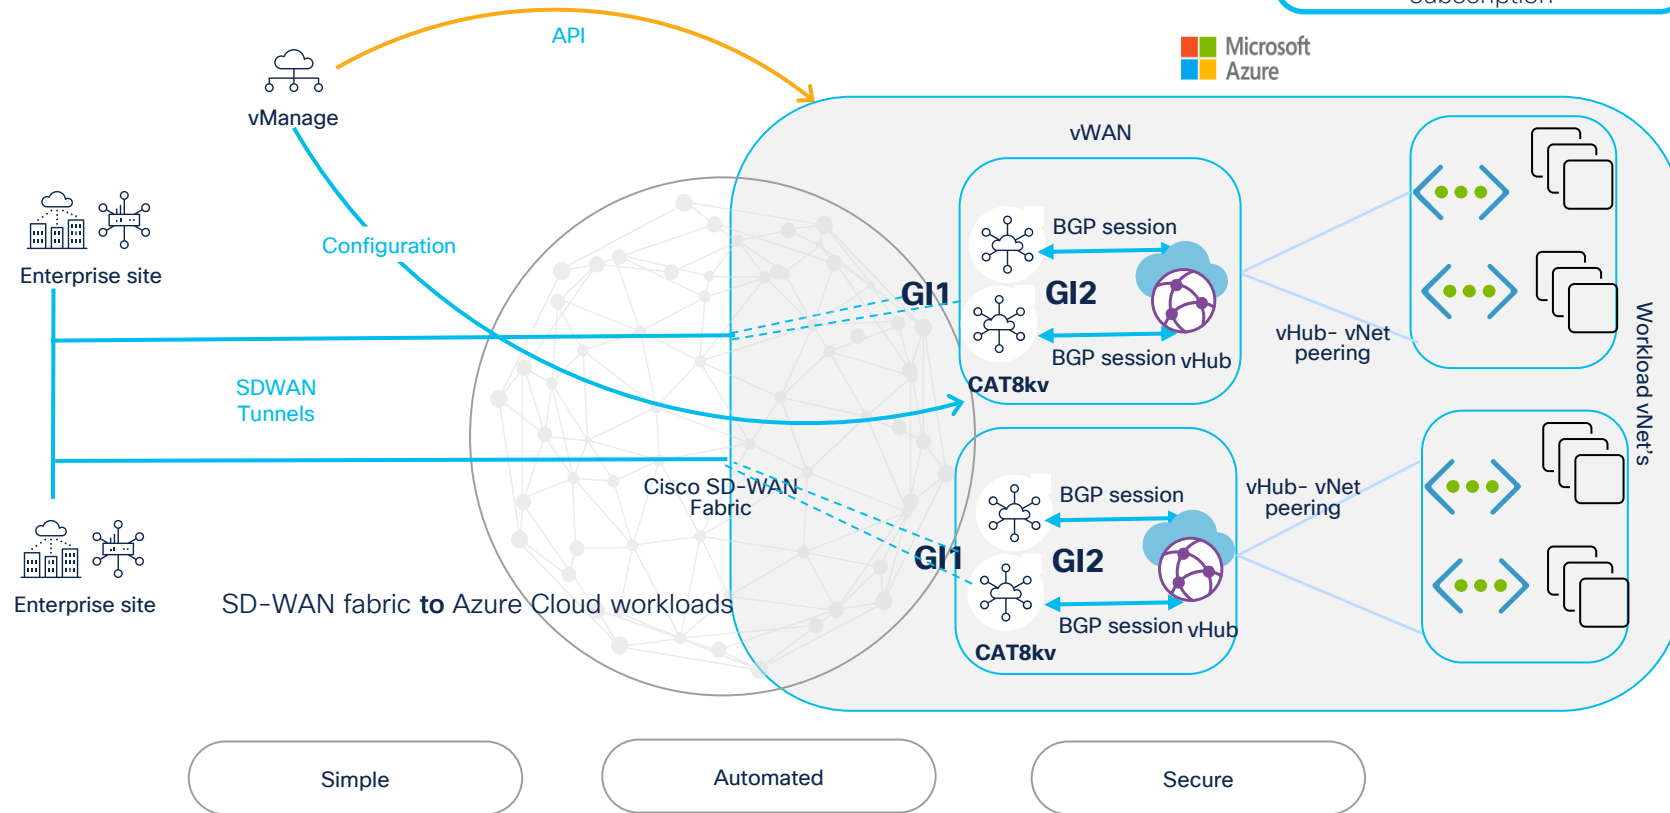 subscription
Microsoft
Azure
API
vManage
vWAN
BGP session
Configuration
Enterprise site
GI1
GI2
vHub- vNet
peering
BGP session
vHub
CAT8kv
SDWAN
Tunnels
Workload vNet's
Cisco SD-WAN
Fabric
BGP session
vHub- vNet
peering
GI1
GI2
Enterprise site
SD-WAN fabric to Azure Cloud workloads
BGP session
vHub
CAT8kv
Simple
Automated
Secure